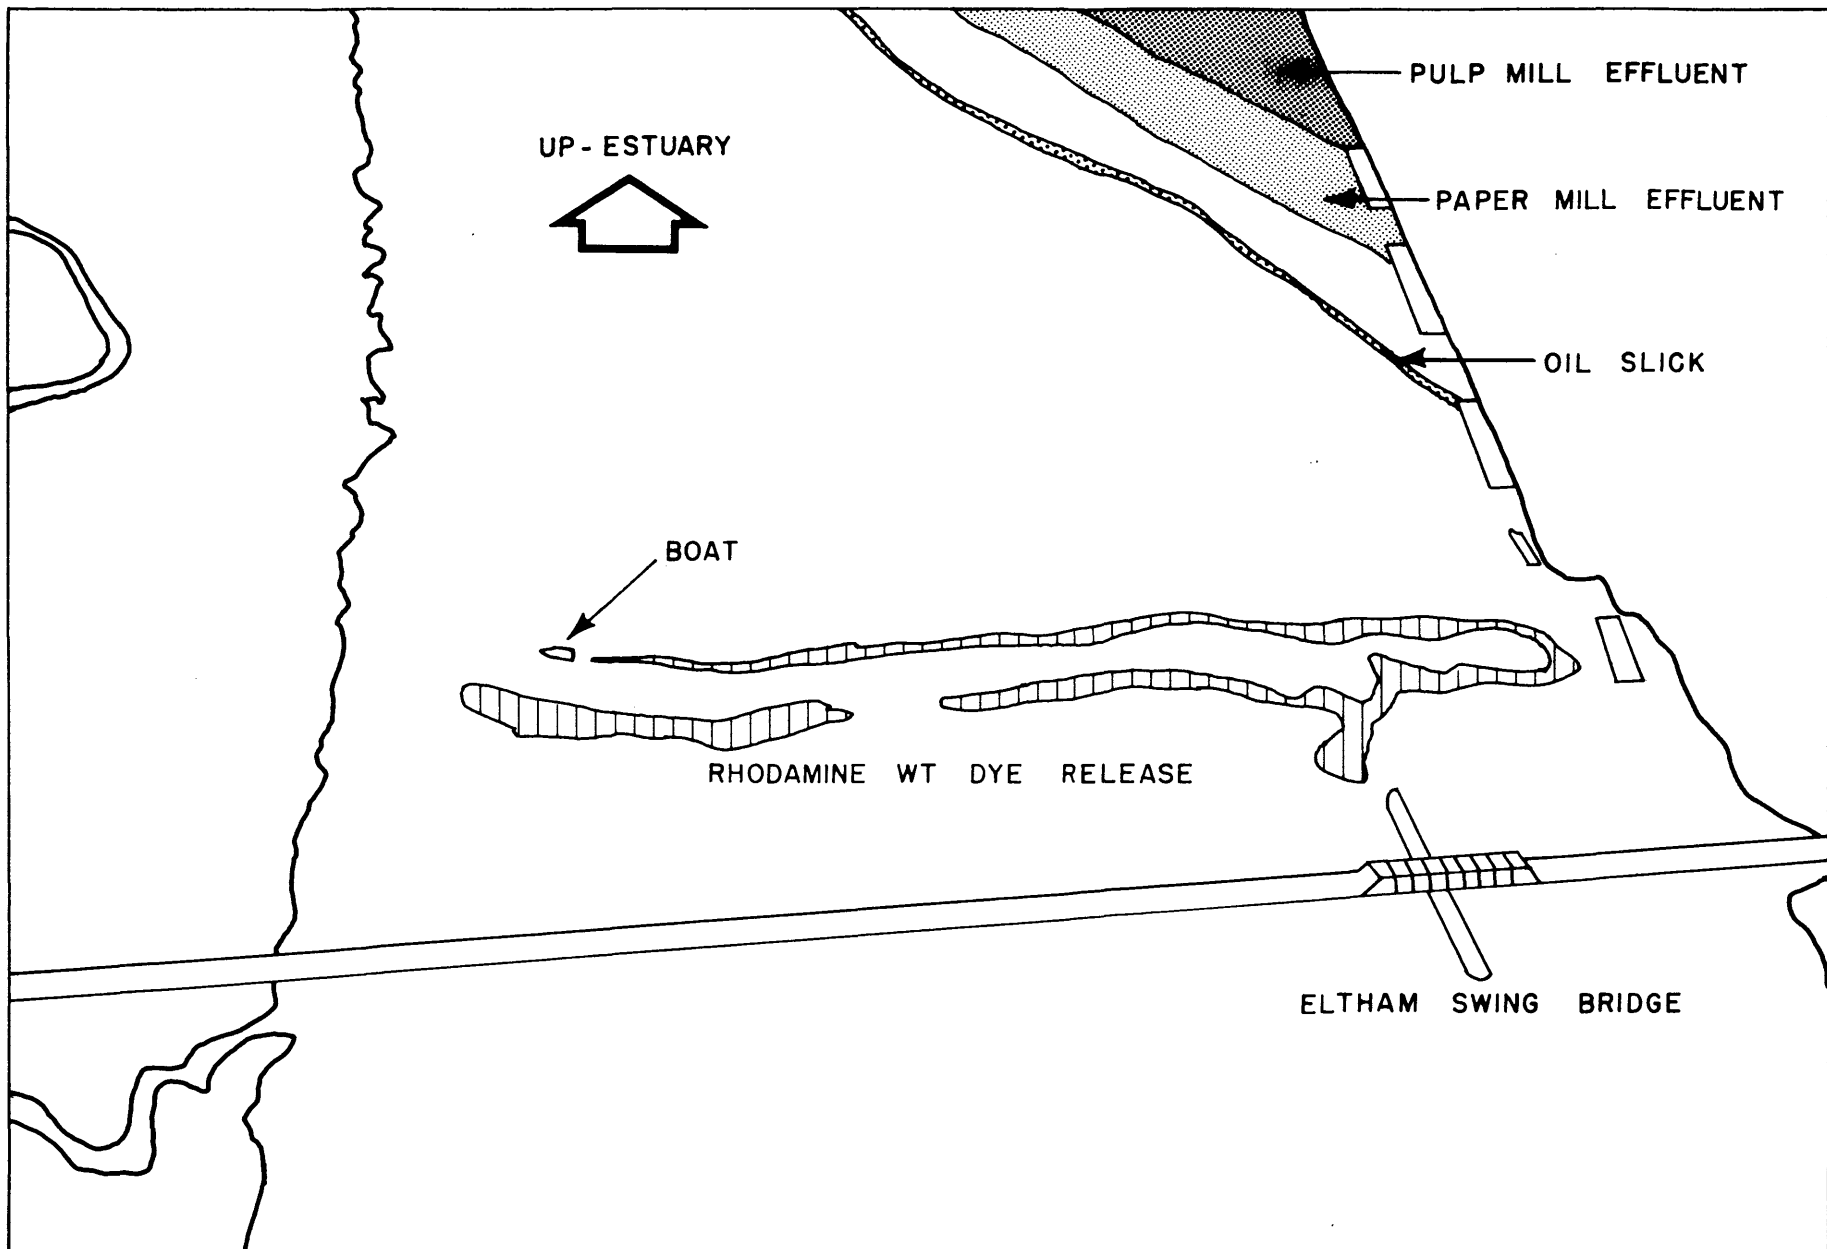 PULP MILL EFFLUENT
UP-ESTUARY
PAPER MILL EFFLUENT
OIL SLICK
BOAT
RHODAMINE WT DYE RELEASE
ELTHAM SWING BRIDGE